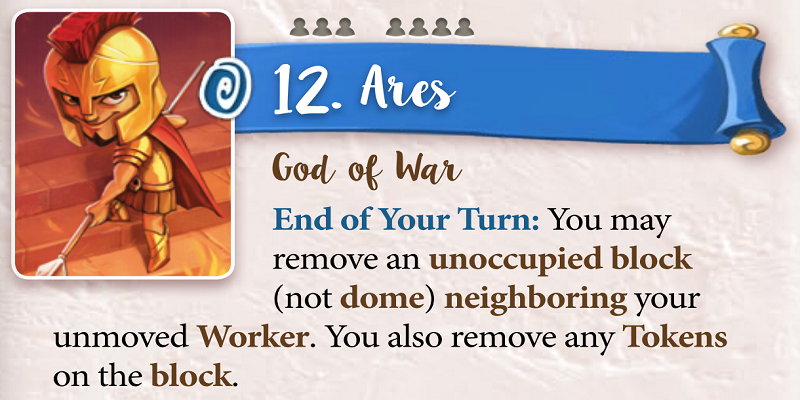 12. Ares
God of War
End of Your Turn: You may
remove an unoccupied block
(not dome) neighboring your
unmoved Worker. You also remove any Tokens
on the block.